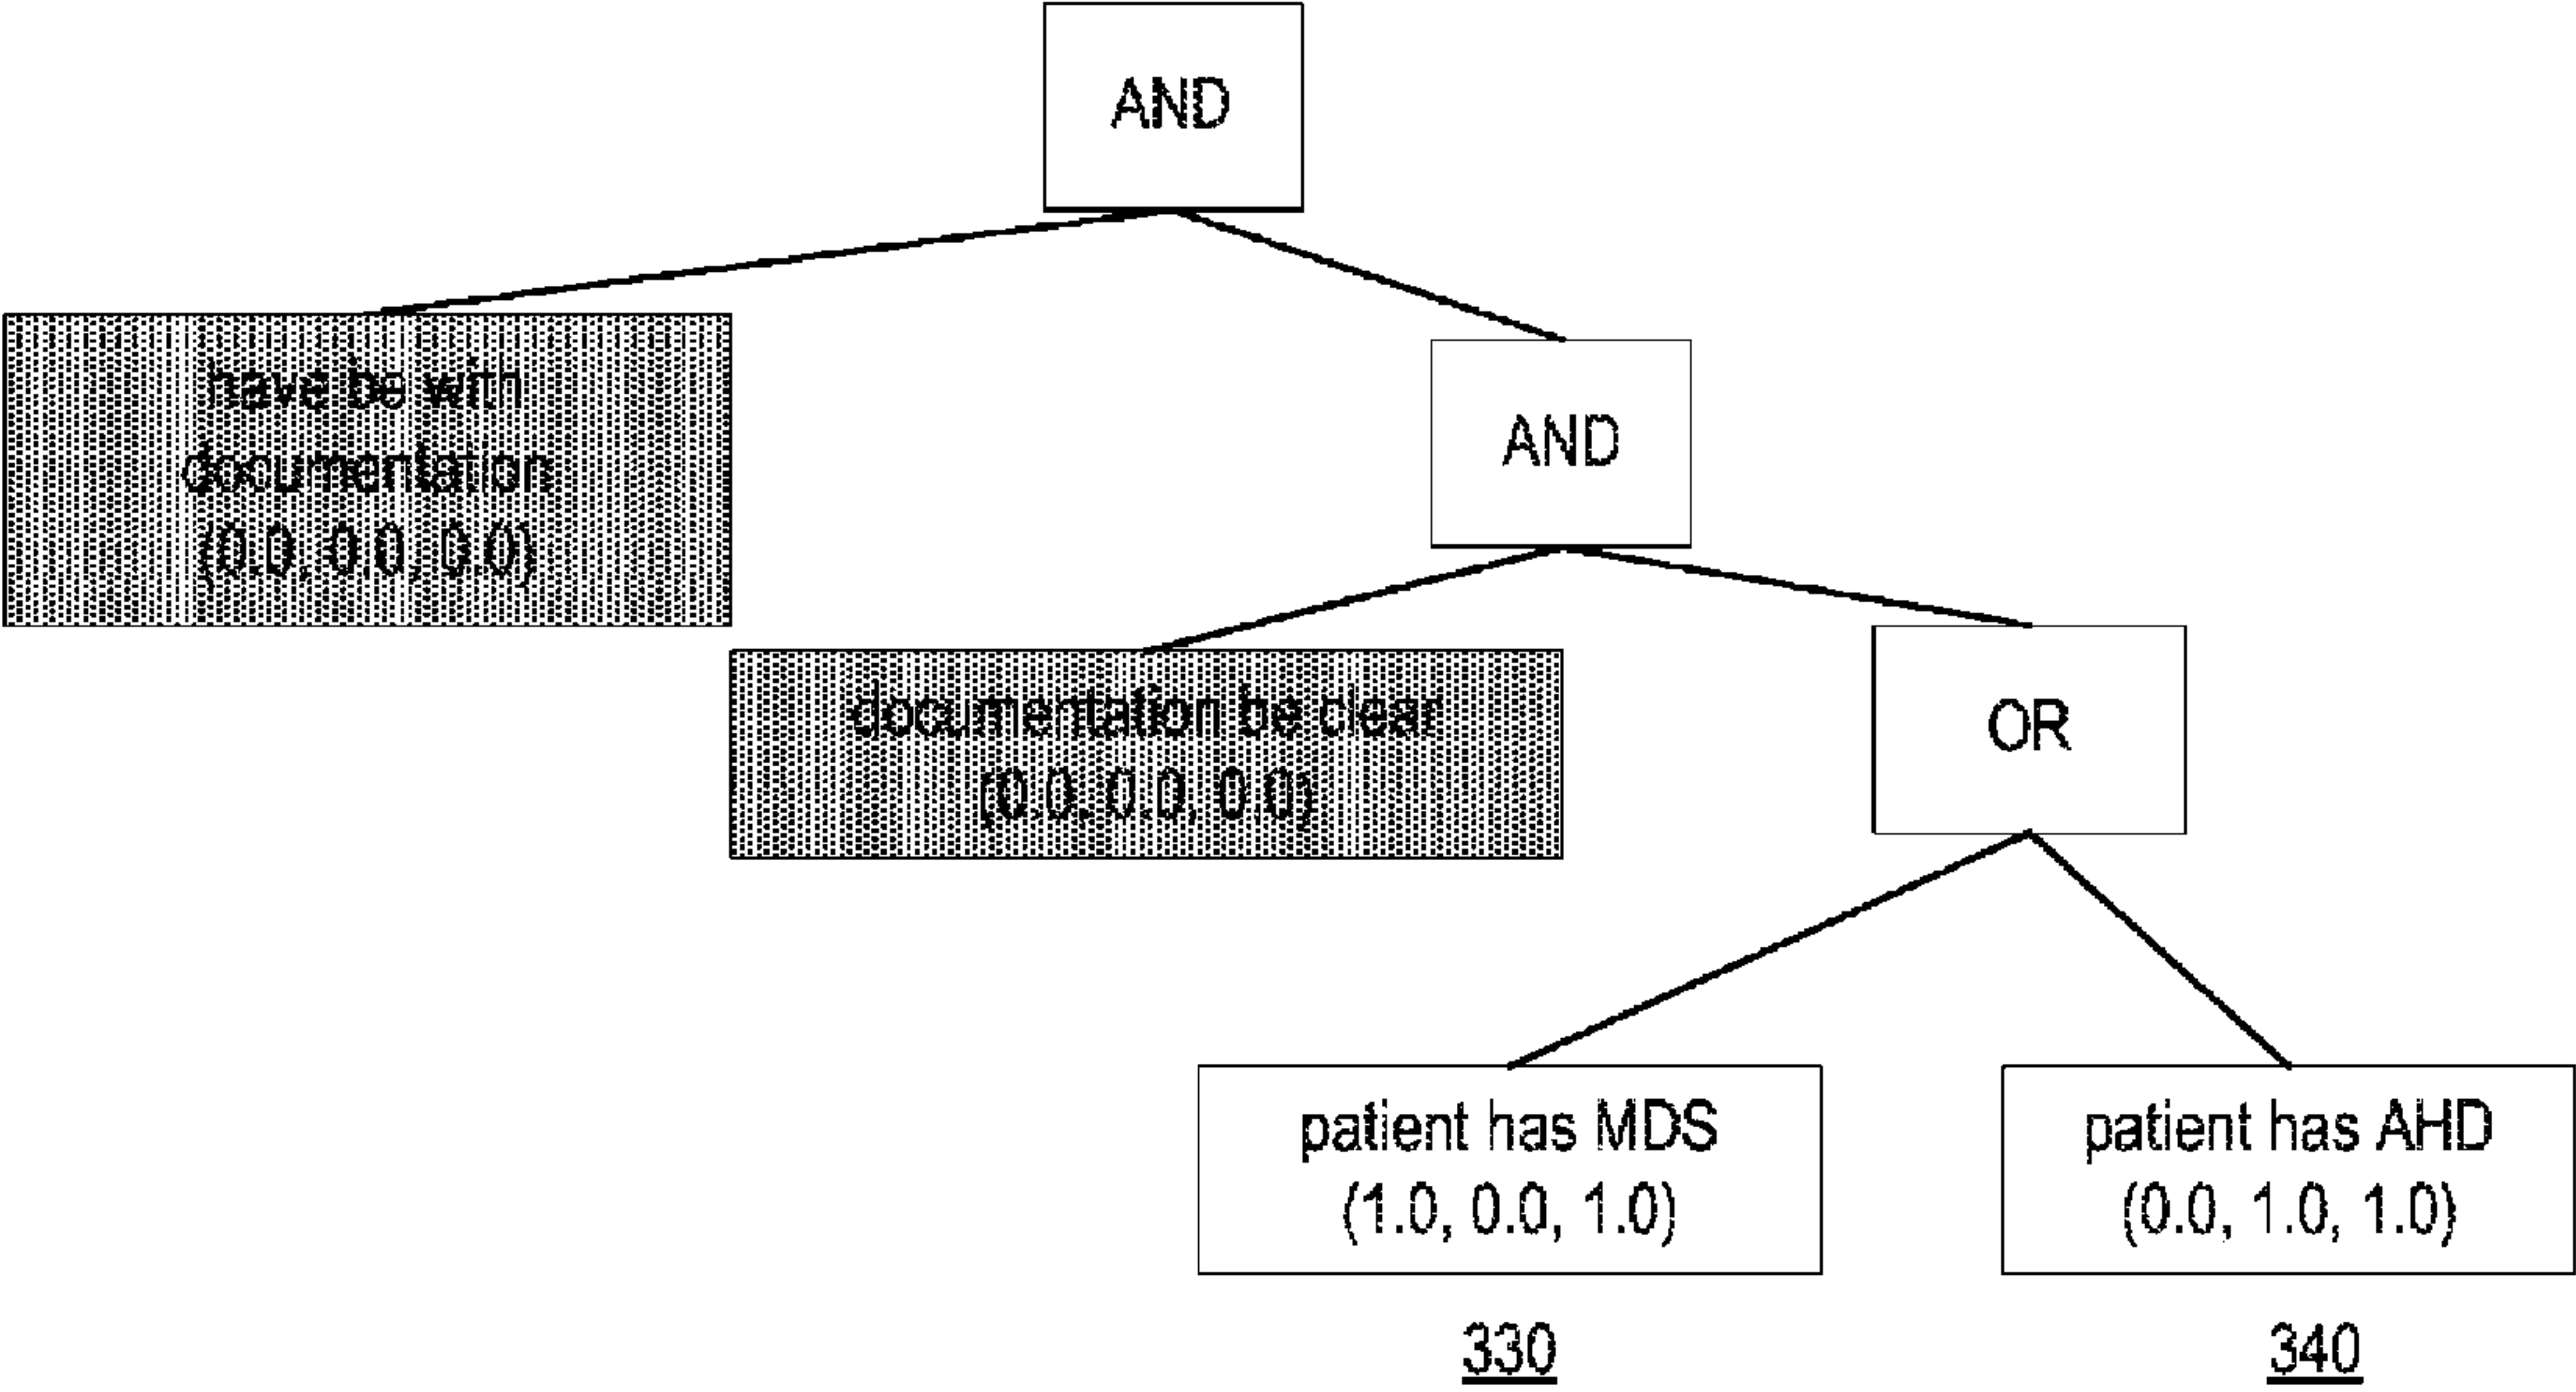 AND
have be with
documentation
(0.0, 0.0, 0.0)
AND
documentation be clear
(0.0, 0.0, 0.0)
OR
patient has MDS
(1.0, 0.0, 1.0)
patient has AHD
(0.0, 1.0, 1.0)
330
340